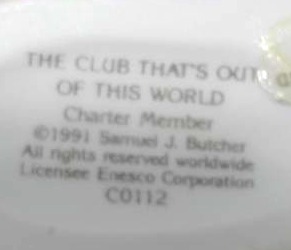 THE CLUB THAT'S OUT
OF THIS WORLD
Charter Member
©1991 Samuel J. Butcher
All rights reserved worldwide
Licensee Enesco Corporation
C0112